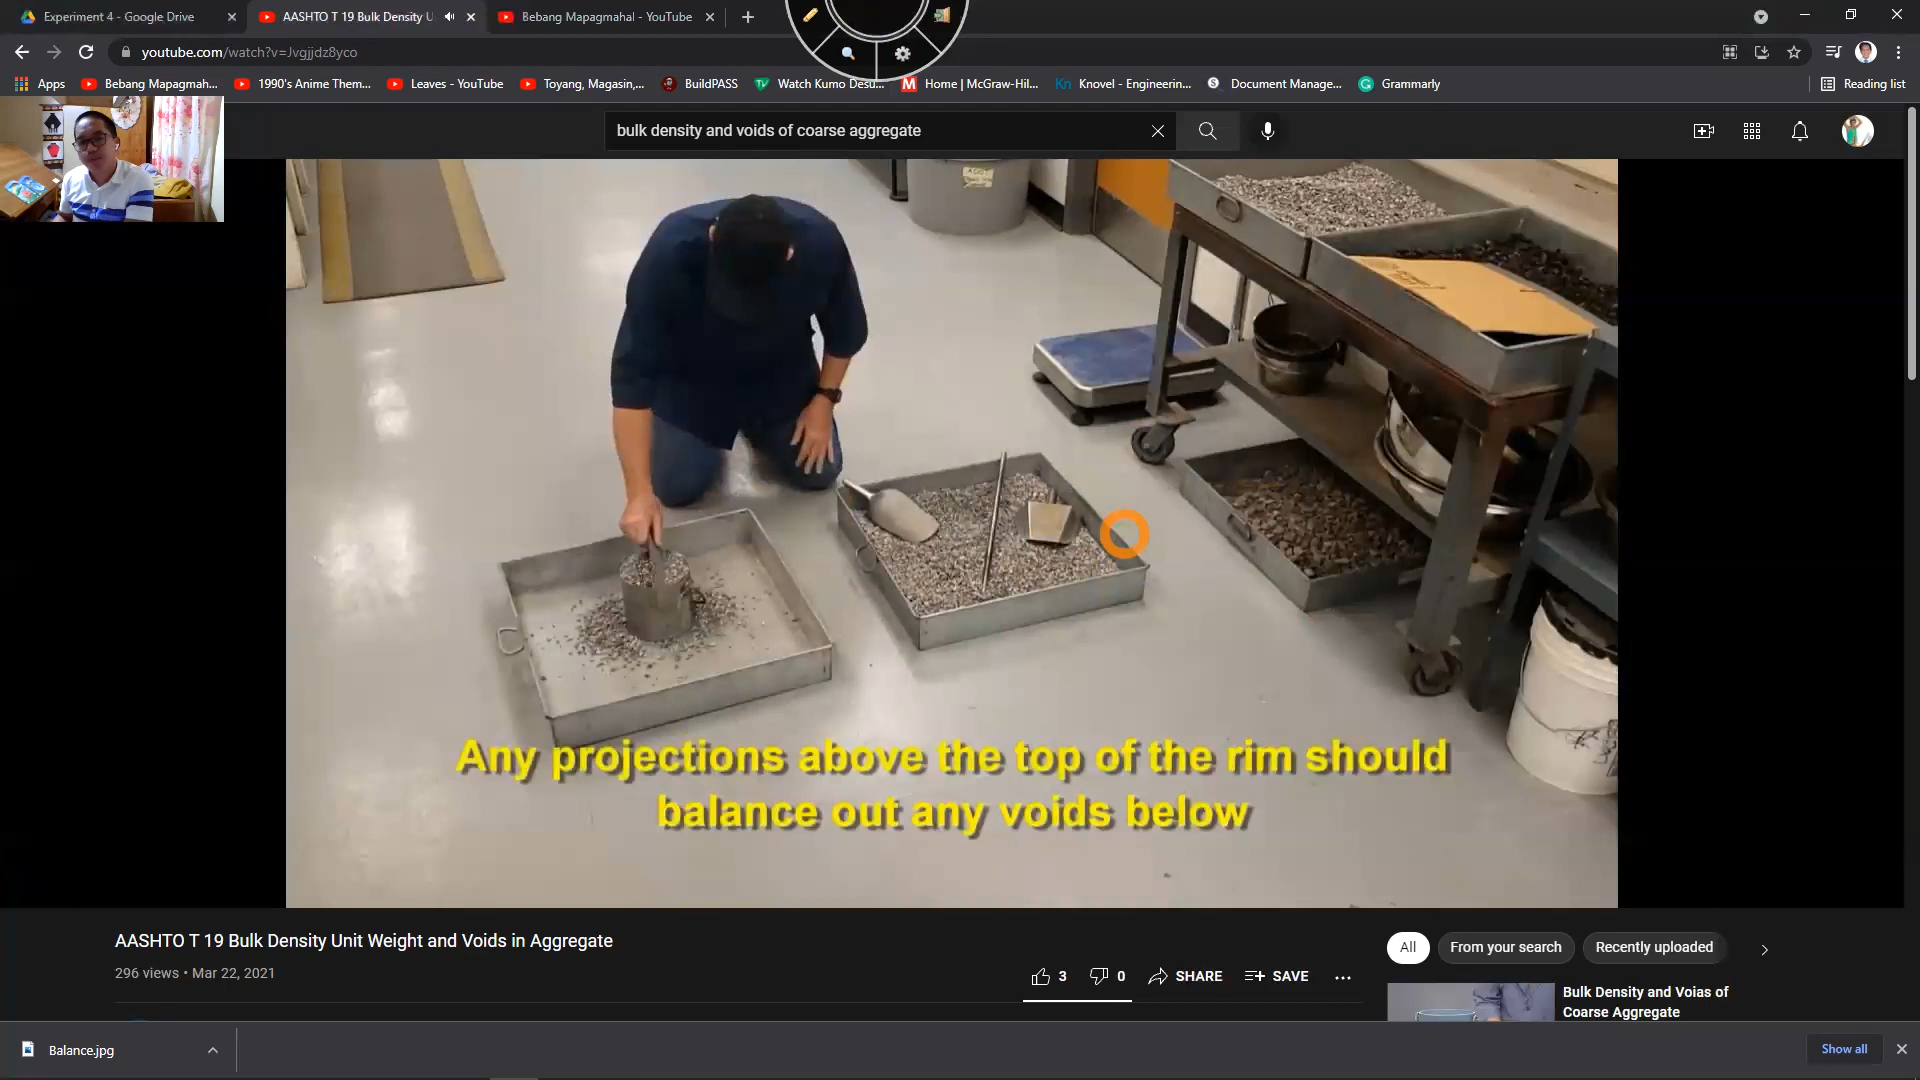 Experiment 4 - Google Drive
AASHTO T 19 Bulk Density U
Bebang Mapagmahal - YouTube
youtube.com/watch?v=Jvgjjdz8yco
Apps
Bebang Mapagmah...
1990's Anime Them...
Leaves - YouTube
Toyang, Magasin,...
BuildPASS
Watch Kumo Desu...
Home | McGraw-Hil...
Knovel - Engineerin...
Document Manage...
Grammarly
Reading list
bulk density and voids of coarse aggregate
Any projections above the top of the rim should
balance out any voids below
AASHTO T 19 Bulk Density Unit Weight and Voids in Aggregate
296 views • Mar 22, 2021
3
0
SHARE
SAVE
All
From your search
Recently uploaded
Bulk Density and Voias of
Coarse Aggregate
Balance.jpg
Show all